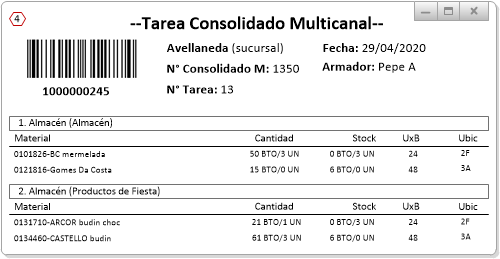 4
--Tarea Consolidado Multicanal--
Avellaneda (sucursal) Fecha: 29/04/2020
N° Consolidado M: 1350 Armador: Pepe A
1000000245 N° Tarea: 13
1. Almacén (Almacén)
Material Cantidad Stock UxB Ubic
0101826-BC mermelada 50 BTO/3 UN 0 BTO/3 UN 24 2F
0121816-Gomes Da Costa 15 BTO/0 UN 6 BTO/0 UN 48 3A
2. Almacén (Productos de Fiesta)
Material Cantidad Stock UxB Ubic
0131710-ARCOR budin choc 21 BTO/1 UN 0 BTO/3 UN 24 2F
0134460-CASTELLO budin 61 BTO/3 UN 6 BTO/0 UN 48 3A